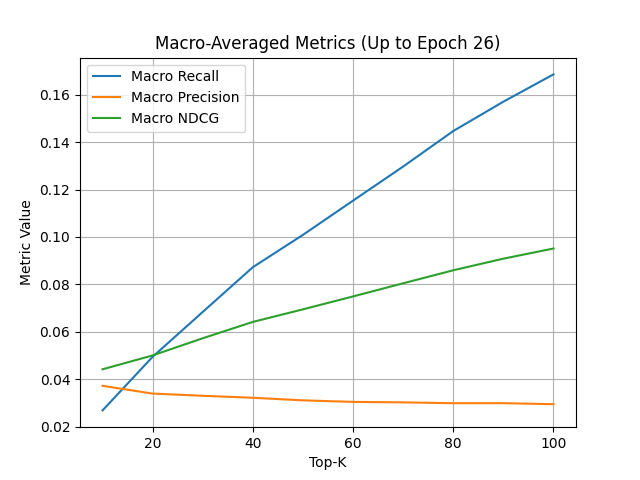 Macro-Averaged Metrics (Up to Epoch 26)
Macro Recall
Macro Precision
Macro NDCG
Metric Value
0.16
0.14
0.12
0.10
0.08
0.06
0.04
0.02
20 40 60 80 100
Top-K